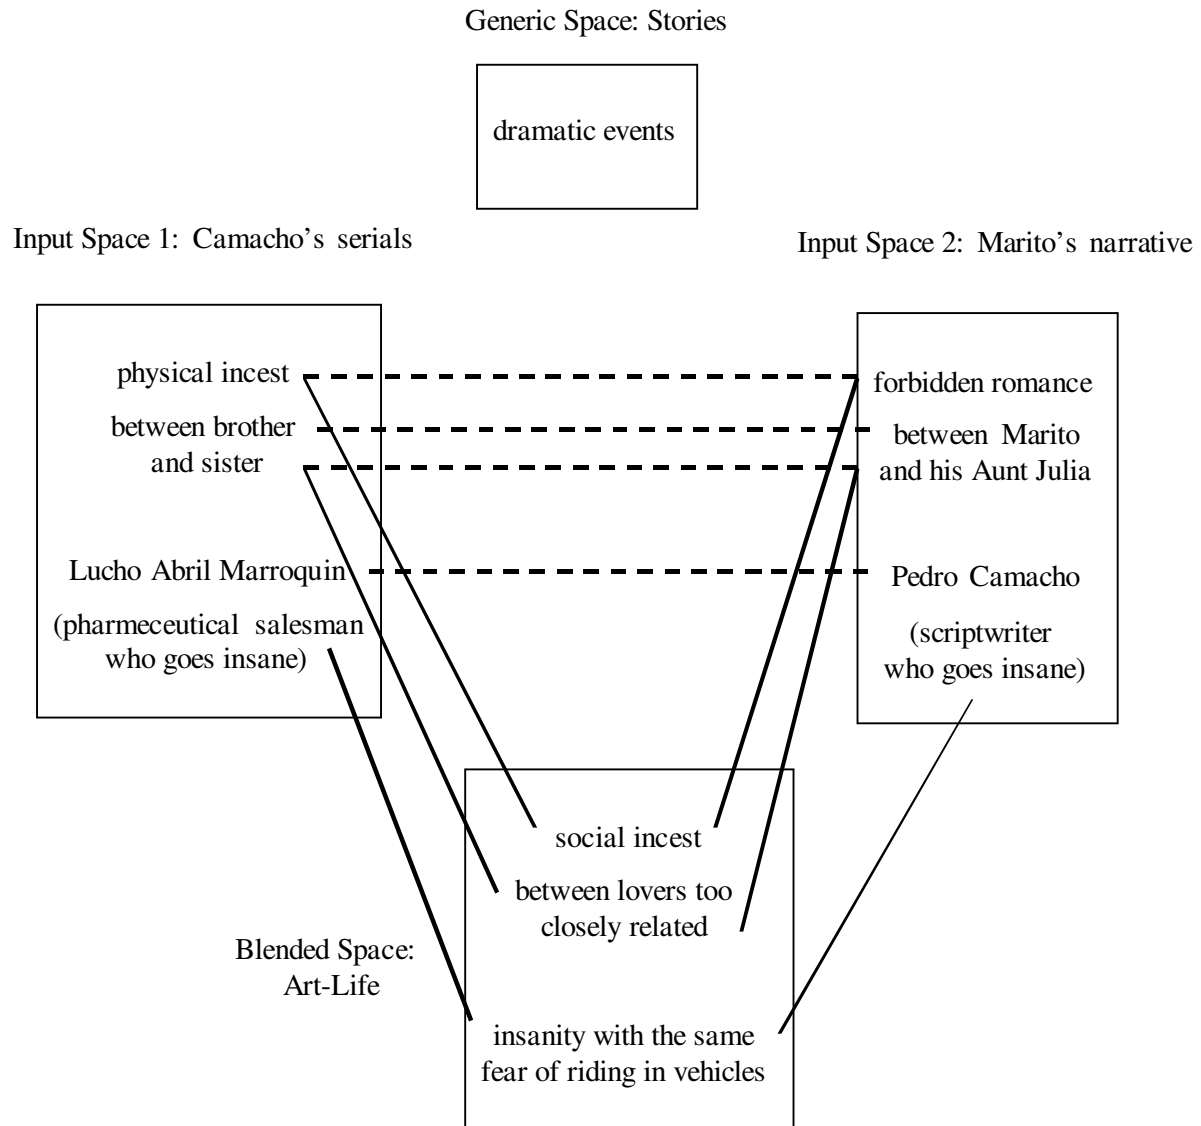 Generic Space: Stories
dramatic events
Input Space 1: Camacho's serials
Input Space 2: Marito's narrative
physical incest
between brother
and sister
Lucho Abril Marroquin
(pharmeceutical salesman
who goes insane)
forbidden romance
between Marito
and his Aunt Julia
Pedro Camacho
(scriptwriter
who goes insane)
social incest
between lovers too
closely related
Blended Space:
Art-Life
insanity with the same
fear of riding in vehicles